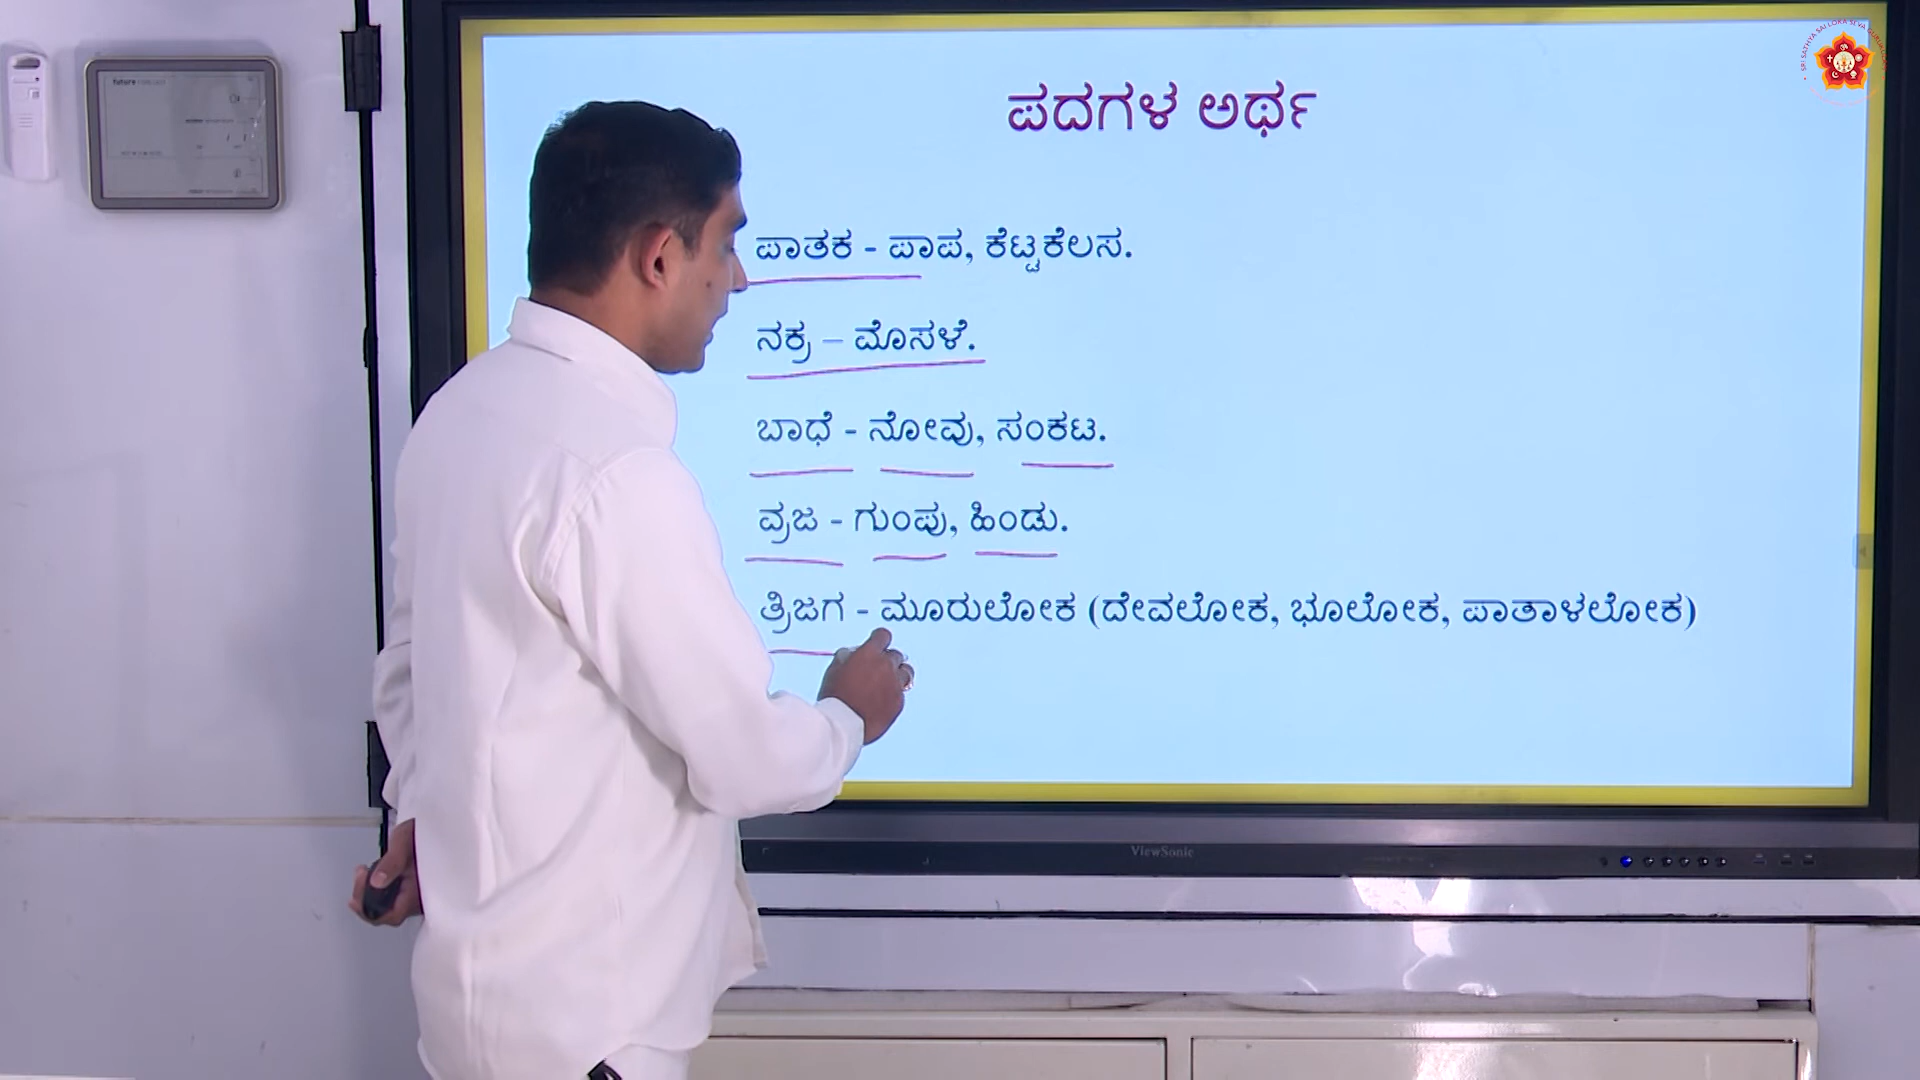 ಪದಗಳ ಅರ್ಥ
ಪಾತಕ - ಪಾಪ, ಕೆಟ್ಟಕೆಲಸ.
ನಕ್ರ – ಮೊಸಳೆ.
ಬಾಧೆ - ನೋವು, ಸಂಕಟ.
ವ್ರಜ - ಗುಂಪು, ಹಿಂಡು.
ತ್ರಿಜಗ - ಮೂರುಲೋಕ (ದೇವಲೋಕ, ಭೂಲೋಕ, ಪಾತಾಳಲೋಕ)
ViewSonic